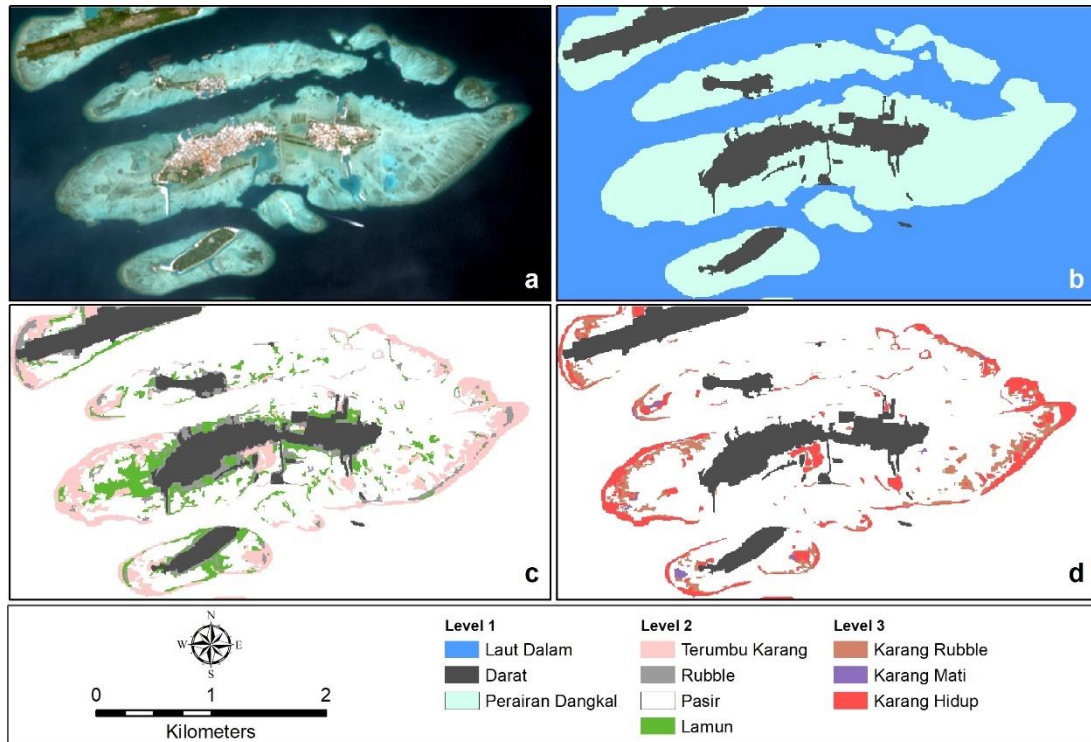 a
b
c
d
N
W E
S
0 1 2
Kilometers
Level 1
Laut Dalam
Darat
Perairan Dangkal
Level 2
Terumbu Karang
Rubble
Pasir
Lamun
Level 3
Karang Rubble
Karang Mati
Karang Hidup